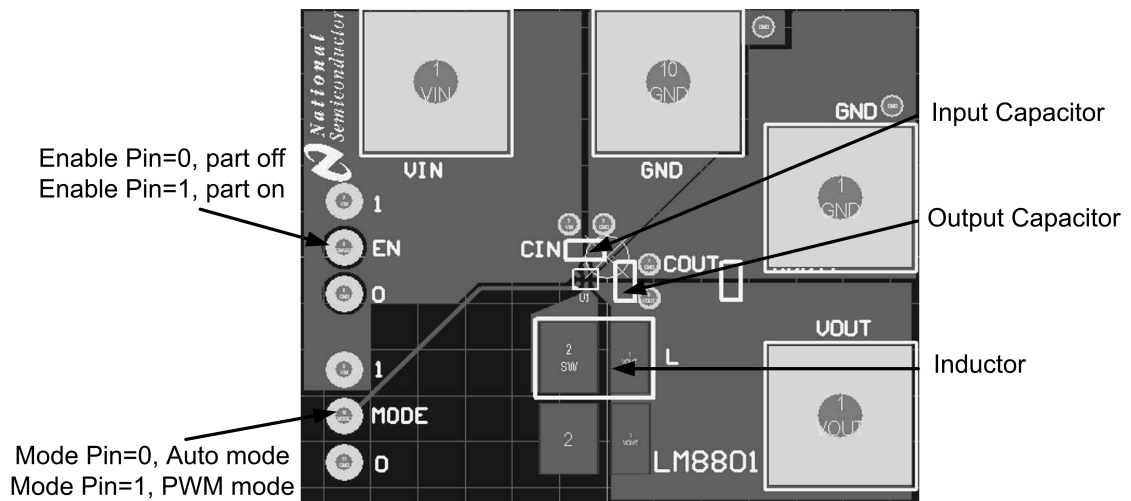 National
Semiconductor
1
VIN
VIN
10
GND
GND
GND
1
GND
Input Capacitor
Output Capacitor
Enable Pin=0, part off
Enable Pin=1, part on
1
EN
0
CIN
COUT
U1
VOUT
1
VOUT
2
SW
L
Inductor
1
MODE
0
2
LM8801
Mode Pin=0, Auto mode
Mode Pin=1, PWM mode